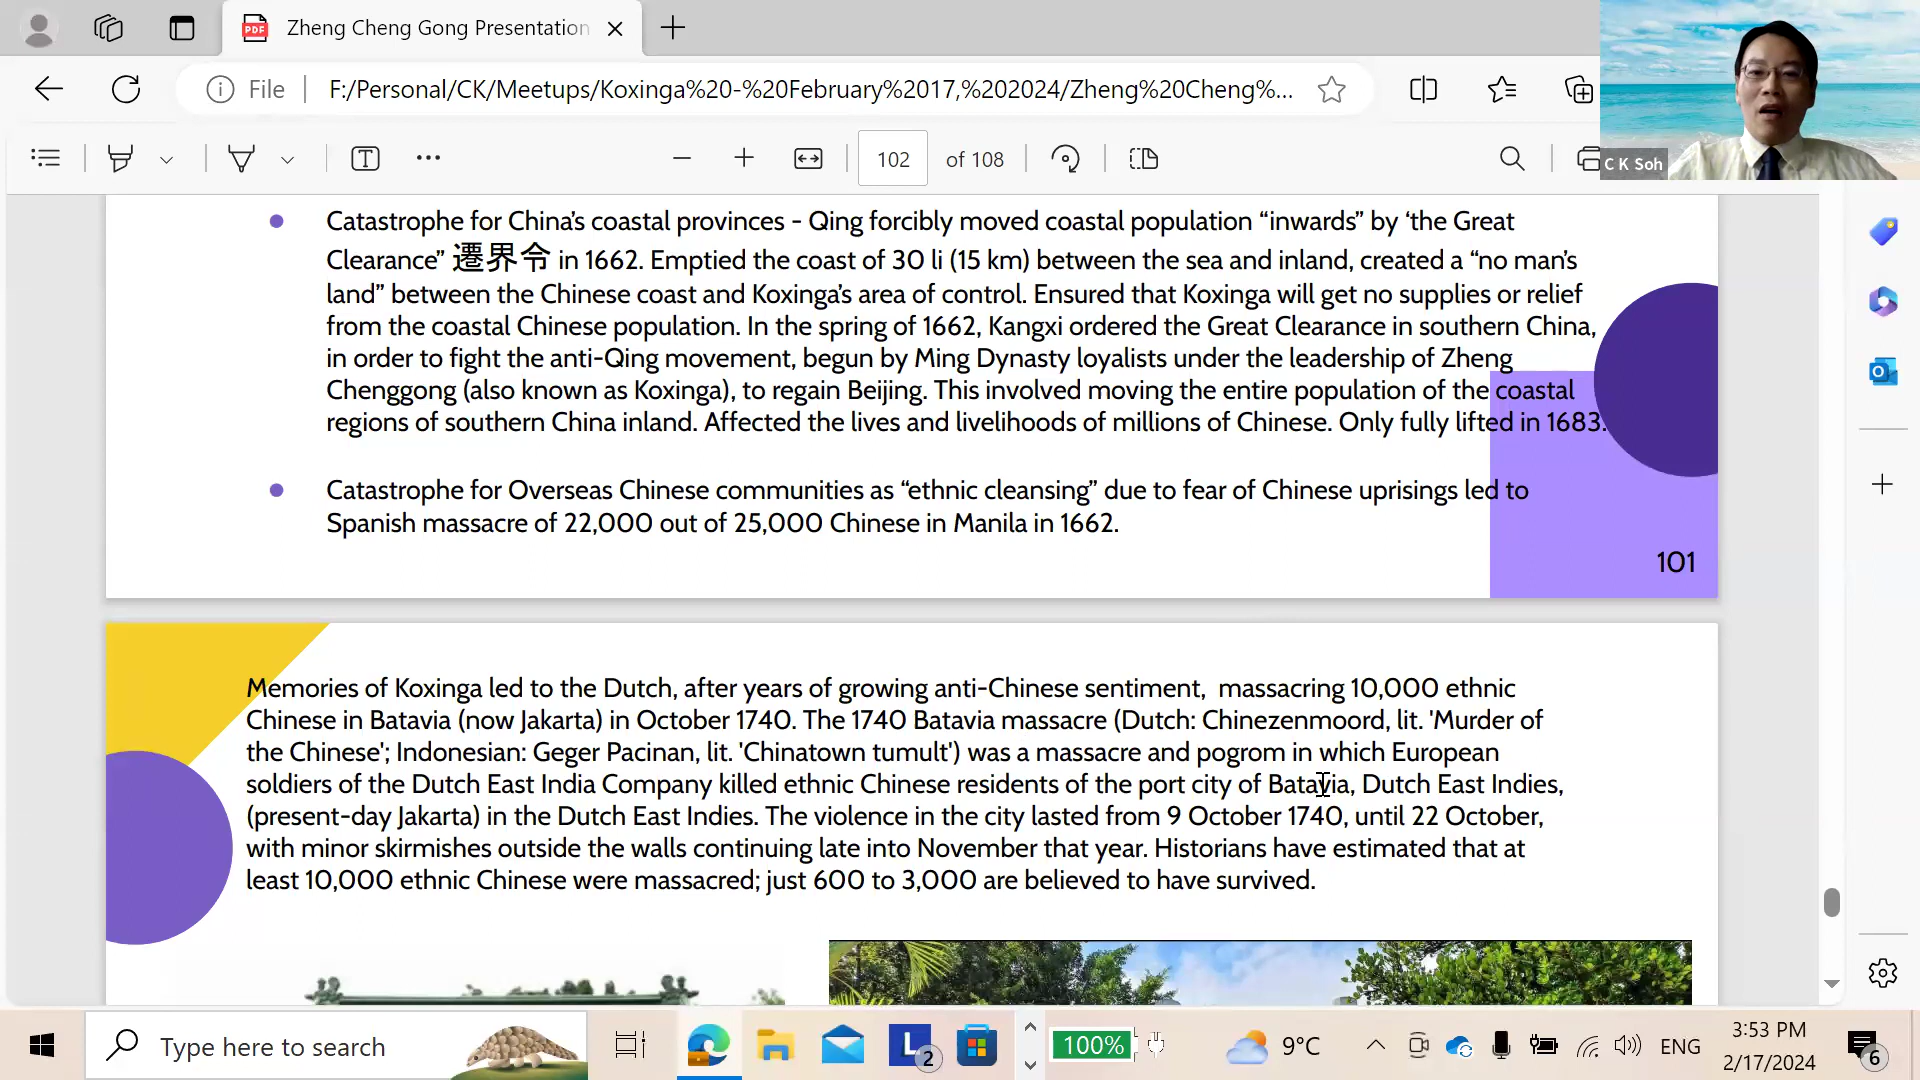 Zheng Cheng Gong Presentation
File
F:/Personal/CK/Meetups/Koxinga%20-%20February%2017,%202024/Zheng%20Cheng%...
102 of 108
C K Soh
Catastrophe for China's coastal provinces - Qing forcibly moved coastal population “inwards” by ‘the Great
Clearance” 遷界令 in 1662. Emptied the coast of 30 li (15 km) between the sea and inland, created a “no man's
land” between the Chinese coast and Koxinga's area of control. Ensured that Koxinga will get no supplies or relief
from the coastal Chinese population. In the spring of 1662, Kangxi ordered the Great Clearance in southern China,
in order to fight the anti-Qing movement, begun by Ming Dynasty loyalists under the leadership of Zheng
Chenggong (also known as Koxinga), to regain Beijing. This involved moving the entire population of the coastal
regions of southern China inland. Affected the lives and livelihoods of millions of Chinese. Only fully lifted in 1683.
Catastrophe for Overseas Chinese communities as “ethnic cleansing” due to fear of Chinese uprisings led to
Spanish massacre of 22,000 out of 25,000 Chinese in Manila in 1662.
101
Memories of Koxinga led to the Dutch, after years of growing anti-Chinese sentiment, massacring 10,000 ethnic
Chinese in Batavia (now Jakarta) in October 1740. The 1740 Batavia massacre (Dutch: Chinezenmoord, lit. 'Murder of
the Chinese'; Indonesian: Geger Pacinan, lit. 'Chinatown tumult') was a massacre and pogrom in which European
soldiers of the Dutch East India Company killed ethnic Chinese residents of the port city of Batavia, Dutch East Indies,
(present-day Jakarta) in the Dutch East Indies. The violence in the city lasted from 9 October 1740, until 22 October,
with minor skirmishes outside the walls continuing late into November that year. Historians have estimated that at
least 10,000 ethnic Chinese were massacred; just 600 to 3,000 are believed to have survived.
Type here to search
L
2
100%
9°C
ENG
3:53 PM
2/17/2024
6